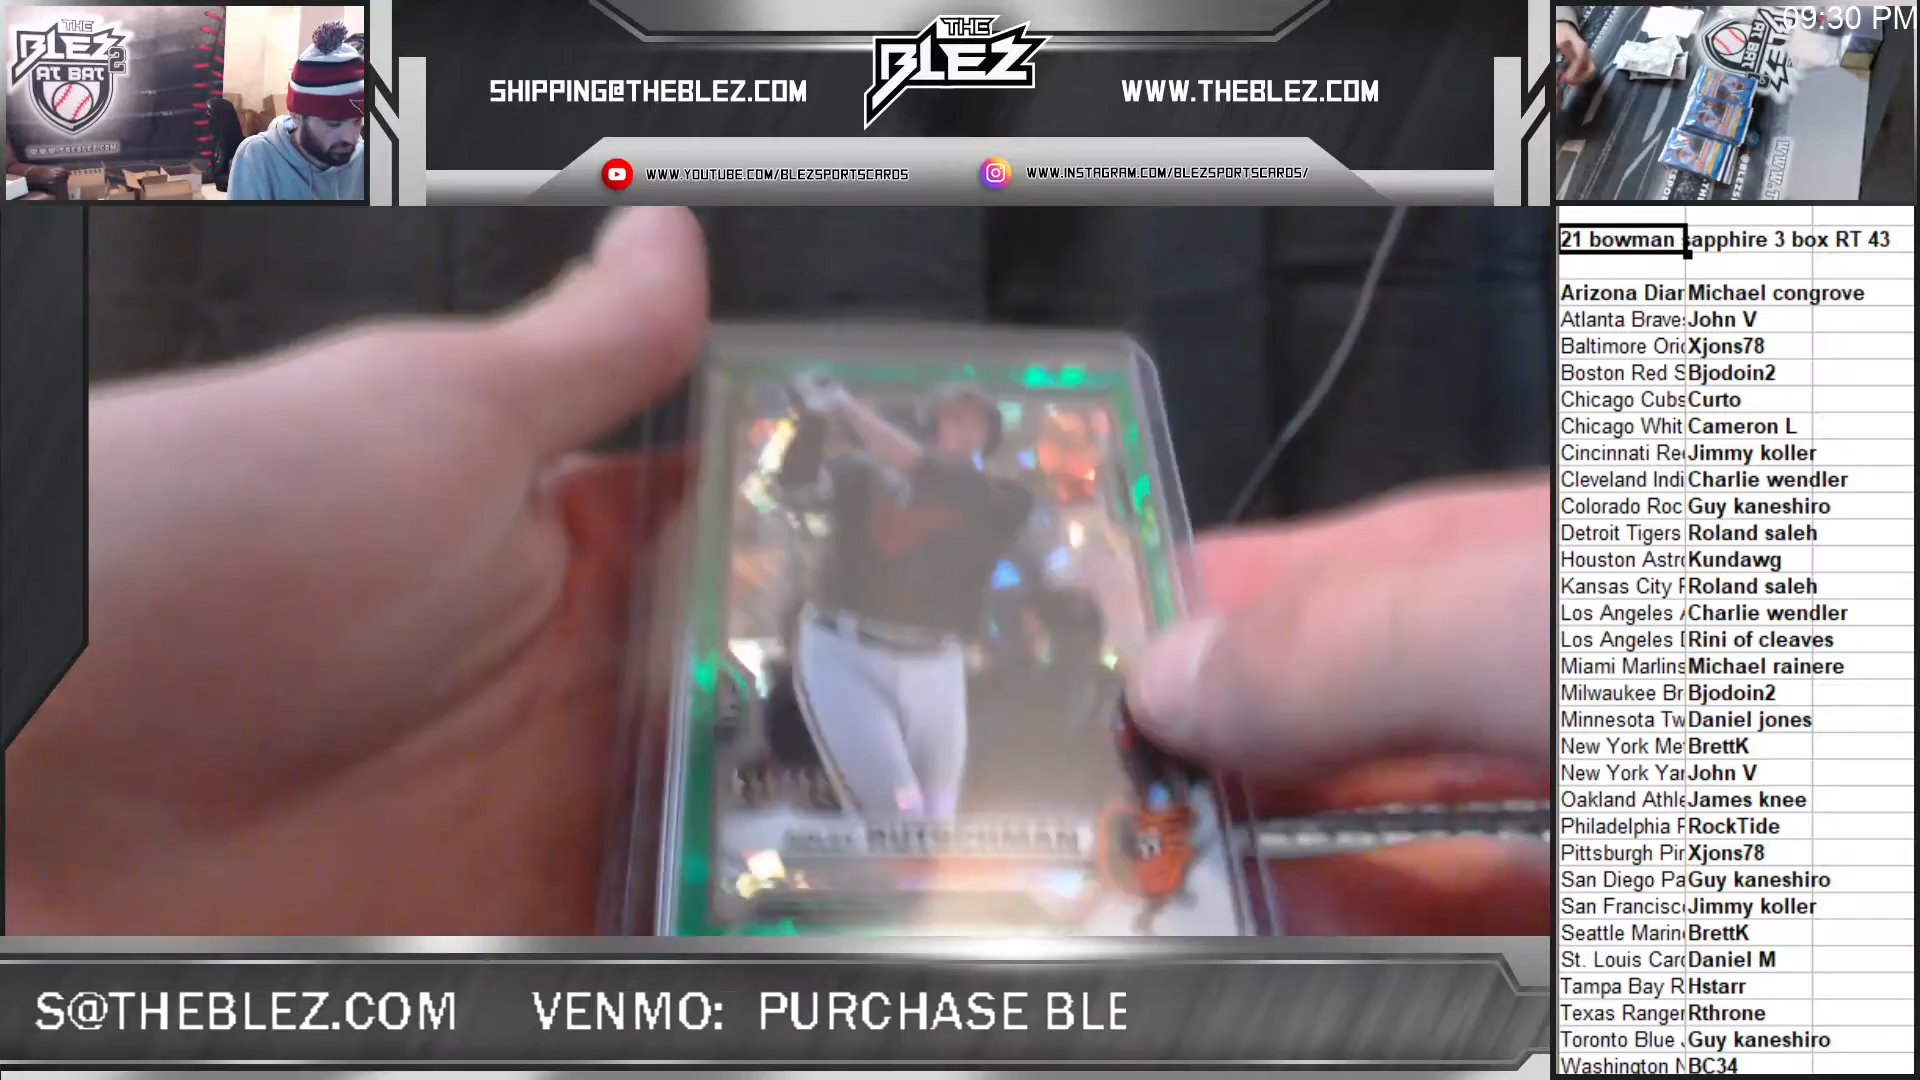 THE
BLEZ 2
AT BAT
WWW.THEBLEZ.COM
SHIPPING@THEBLEZ.COM
THE
BLEZ
WWW.THEBLEZ.COM
WWW.YOUTUBE.COM/BLEZSPORTSCARDS
WWW.INSTAGRAM.COM/BLEZSPORTSCARDS/
09:30 PM
21 bowman sapphire 3 box RT 43
Arizona Diar Michael congrove
Atlanta Brave John V
Baltimore Ori Xjons78
Boston Red S Bjodoin2
Chicago Cubs Curto
Chicago Whit Cameron L
Cincinnati Re Jimmy koller
Cleveland Indi Charlie wendler
Colorado Roc Guy kaneshiro
Detroit Tigers Roland saleh
Houston Astr Kundawg
Kansas City Roland saleh
Los Angeles Charlie wendler
Los Angeles Rini of cleaves
Miami Marlins Michael rainere
Milwaukee Br Bjodoin2
Minnesota Tw Daniel jones
New York Me BrettK
New York Yar John V
Oakland Athle James knee
Philadelphia RockTide
Pittsburgh Pir Xjons78
San Diego Pa Guy kaneshiro
San Francisc Jimmy koller
Seattle Marin BrettK
St. Louis Car Daniel M
Tampa Bay R Hstarr
Texas Ranger Rthrone
Toronto Blue Guy kaneshiro
Washington N BC34
RUTSCHMAN
S@THEBLEZ.COM VENMO: PURCHASE BLE